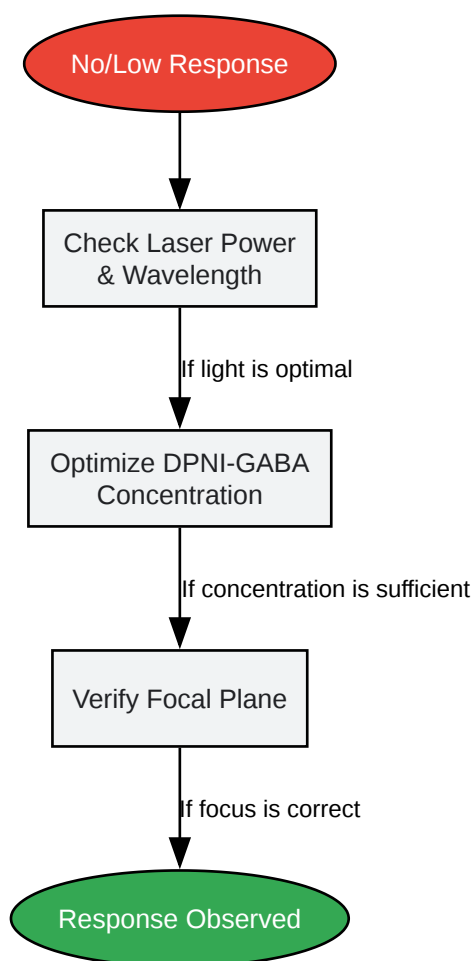 No/Low Response
Check Laser Power
& Wavelength
If light is optimal
Optimize DPNI-GABA
Concentration
If concentration is sufficient
Verify Focal Plane
If focus is correct
Response Observed